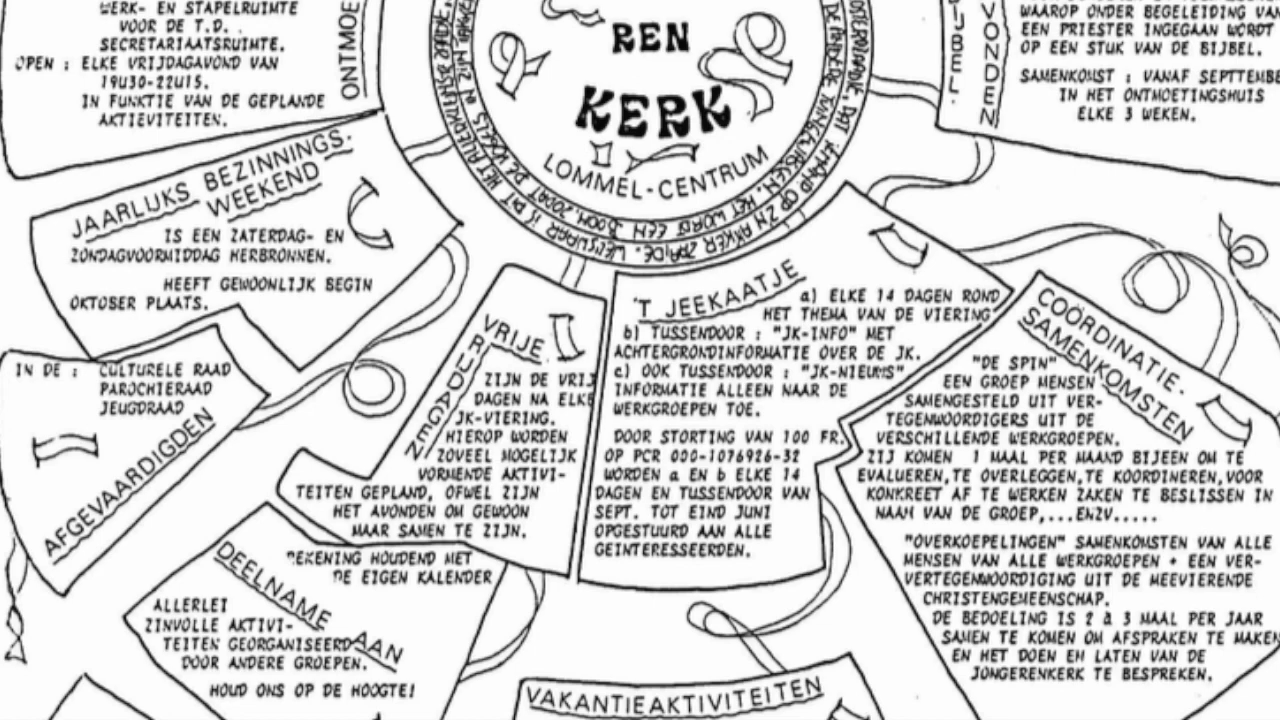 WERK- EN STAPELRUIMTE
VOOR DE T.D.
SECRETARIAATSRUIMTE.
OPEN : ELKE VRIJDAGAVOND VAN
19U30-22U15.
IN FUNKTIE VAN DE GEPLANDE
AKTIEVITEITEN.
ONTMOE
REN
KERK
LOMMEL-CENTRUM
BIJBEL.
VONDEN
WAAROP ONDER BEGELEIDING VAN
EEN PRIESTER INGEGAAN WORDT
OP EEN STUK VAN DE BIJBEL.
SAMENKOMST : VANAF SEPTTEMBE
IN HET ONTMOETINGSHUIS
ELKE 3 WEKEN.
JAARLIJKS BEZINNINGS-
WEEKEND
IS EEN ZATERDAG- EN
ZONDAGVOORMIDDAG HERBRONNEN.
HEEFT GEWOONLIJK BEGIN
OKTOBER PLAATS.
IN DE : CULTURELE RAAD
PAROCHIERAAD
JEUGDRAAD
AFGEVAARDIGDEN
VRIJE
RIJDAGEN
ZIJN DE VRIJ
DAGEN NA ELKE
JK-VIERING.
HIEROP WORDEN
ZOVEEL MOGELIJK
VORMENDE AKTIVI-
TEITEN GEPLAND, OFWEL ZIJN
HET AVONDEN OM GEWOON
MAAR SAMEN TE ZIJN.
'T JEEKAATJE
a) ELKE 14 DAGEN ROND
HET THEMA VAN DE VIERING
b) TUSSENDOOR : "JK-INFO" MET
ACHTERGRONDINFORMATIE OVER DE JK.
c) OOK TUSSENDOOR : "JK-NIEUWS"
INFORMATIE ALLEEN NAAR DE
WERKGROEPEN TOE.
DOOR STORTING VAN 100 FR.
OP PCR 000-1076926-32
WORDEN a EN b ELKE 14
DAGEN EN TUSSENDOOR VAN
SEPT. TOT EIND JUNI
OPGESTUURD AAN ALLE
GEINTERESSEERDEN.
COÖRDINATIE-
SAMENKOMSTEN
"DE SPIN"
EEN GROEP MENSEN
SAMENGESTELD UIT VER-
TEGENWOORDIGERS UIT DE
VERSCHILLENDE WERKGROEPEN.
ZIJ KOMEN 1 MAAL PER MAAND BIJEEN OM TE
EVALUEREN,TE OVERLEGGEN,TE KOORDINEREN,VOOR
KONKREET AF TE WERKEN ZAKEN TE BESLISSEN IN
NAAM VAN DE GROEP,...ENZV.....
"OVERKOEPELINGEN" SAMENKOMSTEN VAN ALLE
MENSEN VAN ALLE WERKGROEPEN + EEN VER-
VERTEGENWOORDIGING UIT DE MEEVIERENDE
CHRISTENGEMEENSCHAP.
DE BEDOELING IS 2 à 3 MAAL PER JAAR
SAMEN TE KOMEN OM AFSPRAKEN TE MAKEN
EN HET DOEN EN LATEN VAN DE
JONGERENKERK TE BESPREKEN.
DEELNAME AAN
REKENING HOUDEND MET
DE EIGEN KALENDER
ALLERLEI
ZINVOLLE AKTIVI-
TEITEN GEORGANISEERD
DOOR ANDERE GROEPEN.
HOUD ONS OP DE HOOGTE!
VAKANTIEAKTIVITEITEN